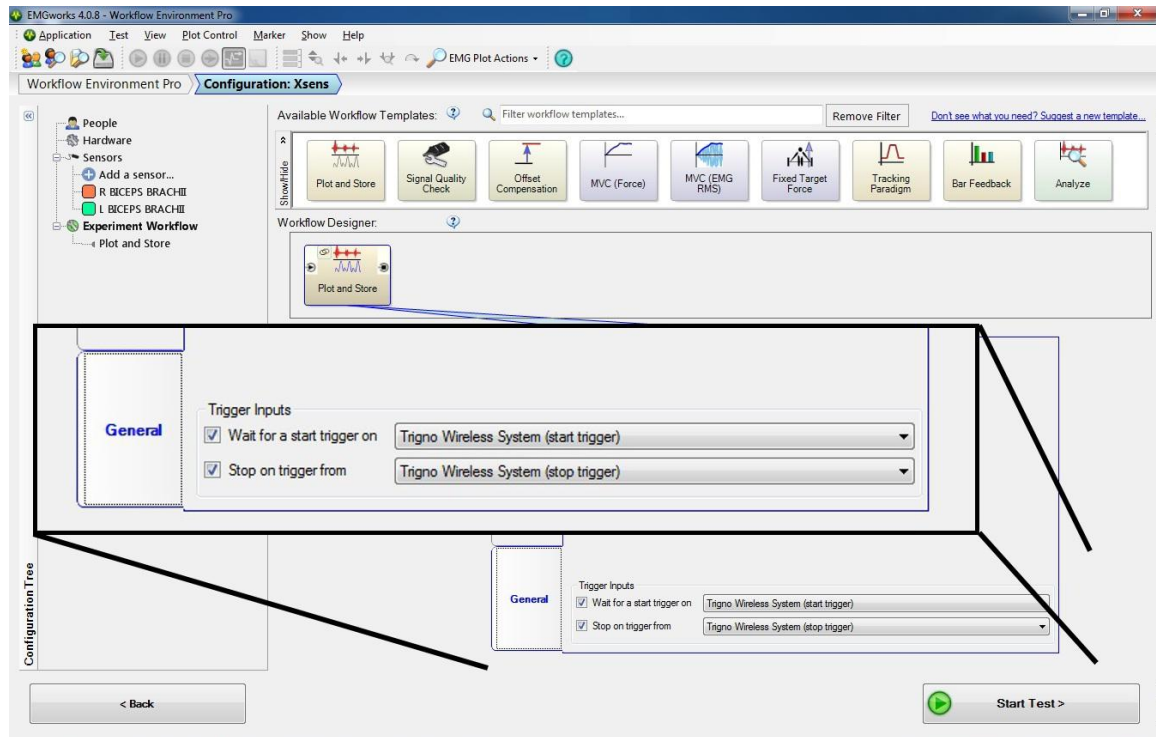 EMGworks 4.0.8 - Workflow Environment Pro
Application Test View Plot Control Marker Show Help
EMG Plot Actions
Workflow Environment Pro Configuration: Xsens
People
Hardware
Sensors
Add a sensor...
R BICEPS BRACHII
L BICEPS BRACHII
Experiment Workflow
Plot and Store
Available Workflow Templates: Filter workflow templates... Remove Filter Don't see what you need? Suggest a new template...
Show/Hide
Plot and Store
Signal Quality
Check
Offset
Compensation
MVC (Force)
MVC (EMG
RMS)
Fixed Target
Force
Tracking
Paradigm
Bar Feedback
Analyze
Workflow Designer:
Plot and Store
General
Trigger Inputs
Wait for a start trigger on Trigno Wireless System (start trigger)
Stop on trigger from Trigno Wireless System (stop trigger)
General
Trigger Inputs
Wait for a start trigger on Trigno Wireless System (start trigger)
Stop on trigger from Trigno Wireless System (stop trigger)
Configuration Tree
< Back
Start Test >